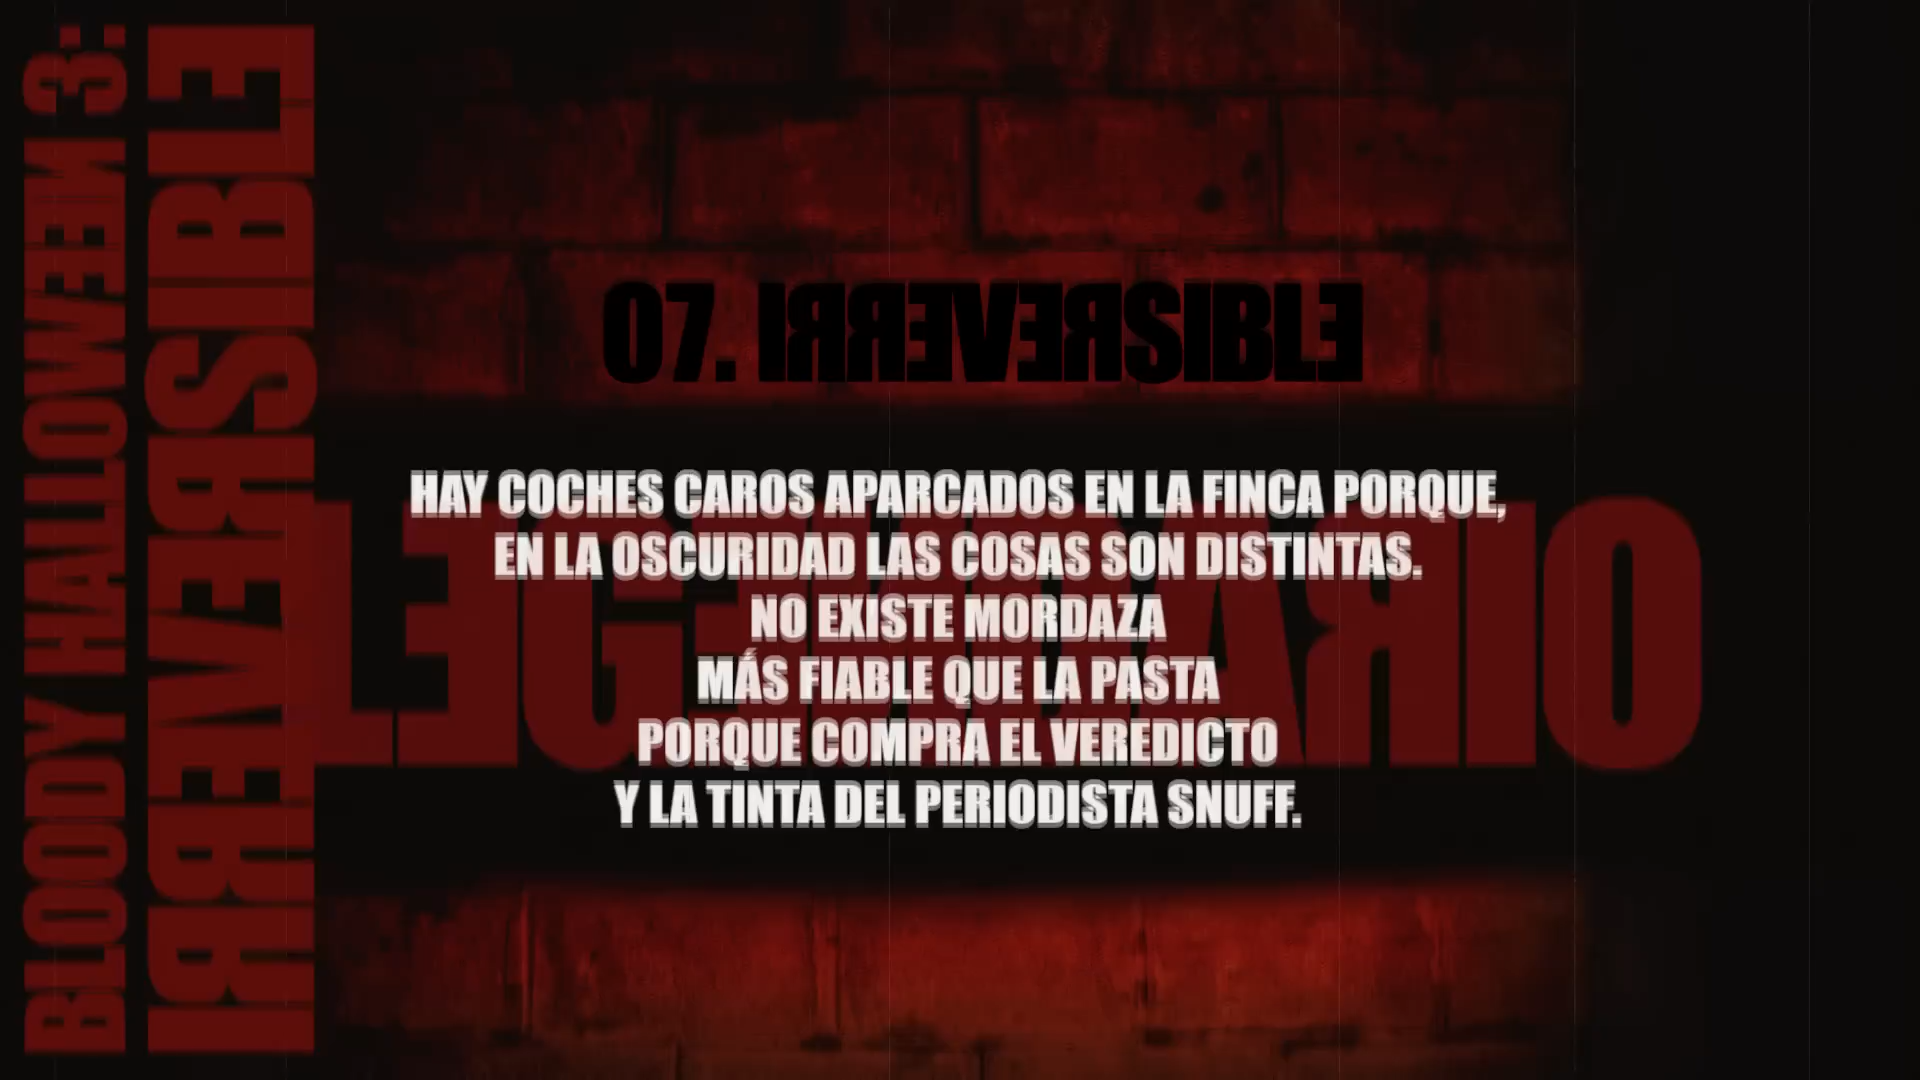 BLOODY HALLOWEEN 3:
IRREVERSIBLE
07. IRREVERSIBLE
LEGENDARIO
HAY COCHES CAROS APARCADOS EN LA FINCA PORQUE,
EN LA OSCURIDAD LAS COSAS SON DISTINTAS.
NO EXISTE MORDAZA
MÁS FIABLE QUE LA PASTA
PORQUE COMPRA EL VEREDICTO
Y LA TINTA DEL PERIODISTA SNUFF.